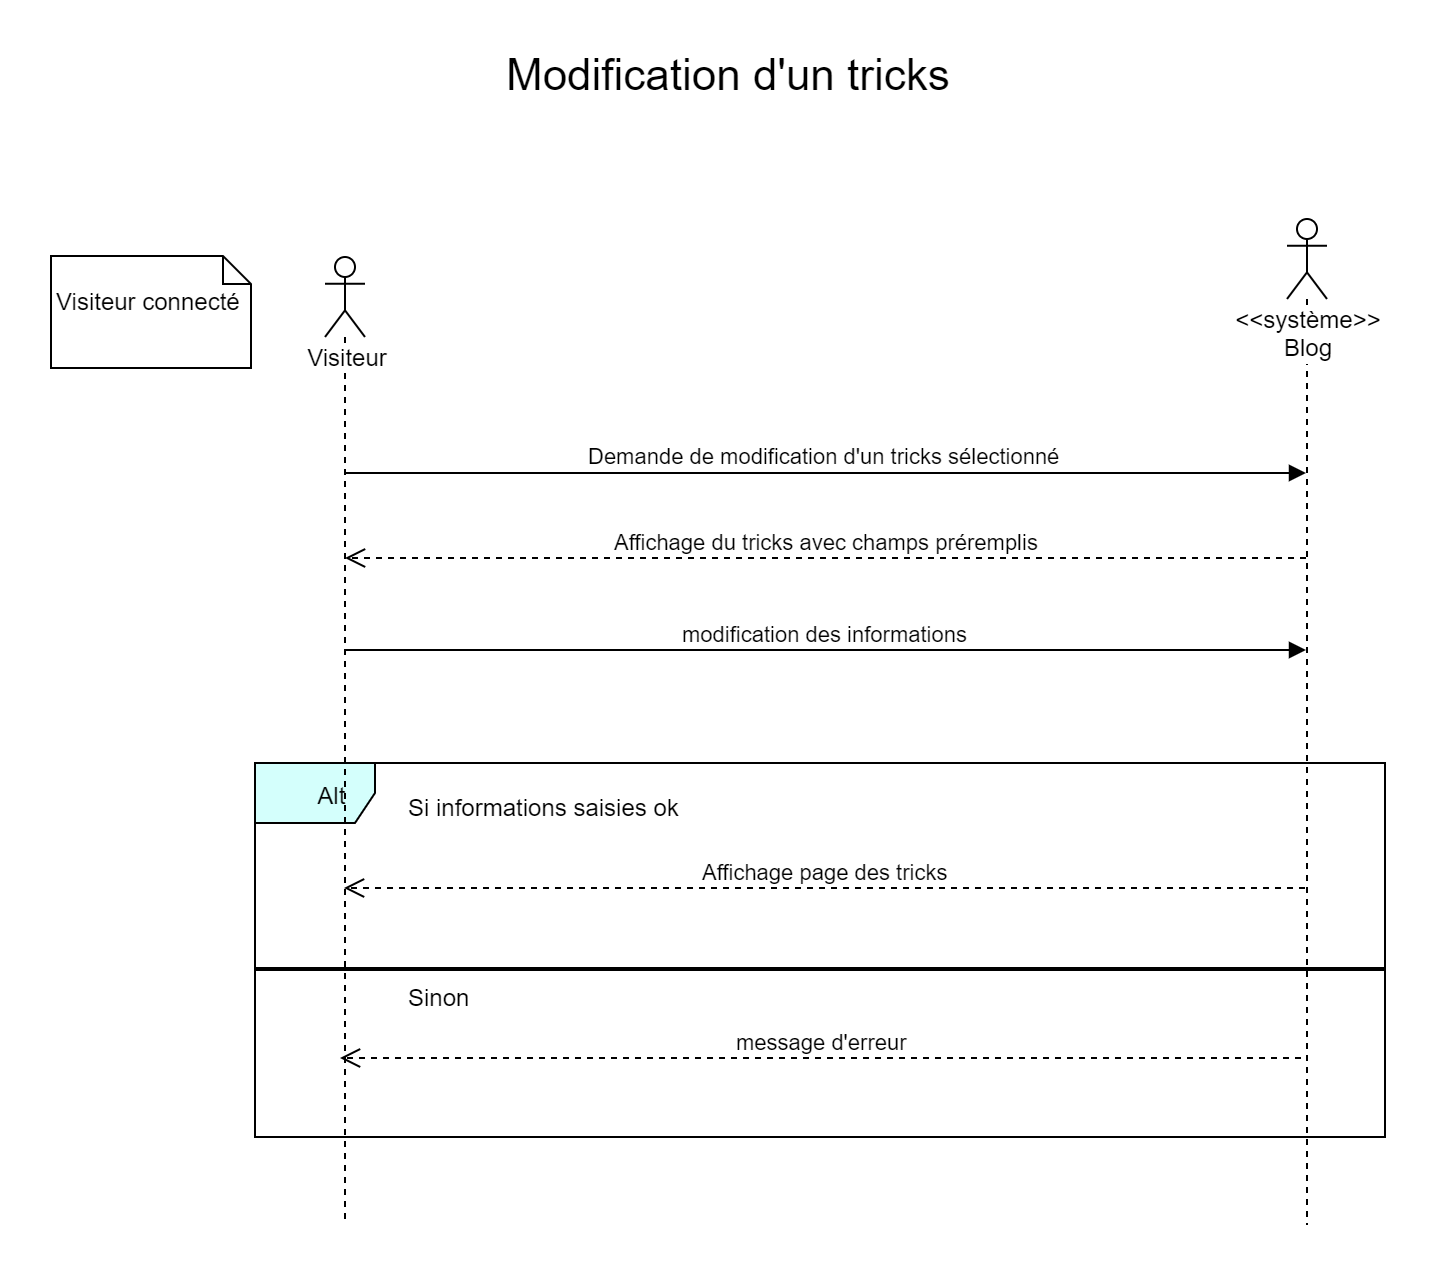 Modification d'un tricks
Visiteur connecté
Visiteur
<<système>>
Blog
Demande de modification d'un tricks sélectionné
Affichage du tricks avec champs préremplis
modification des informations
Alt
Si informations saisies ok
Affichage page des tricks
Sinon
message d'erreur